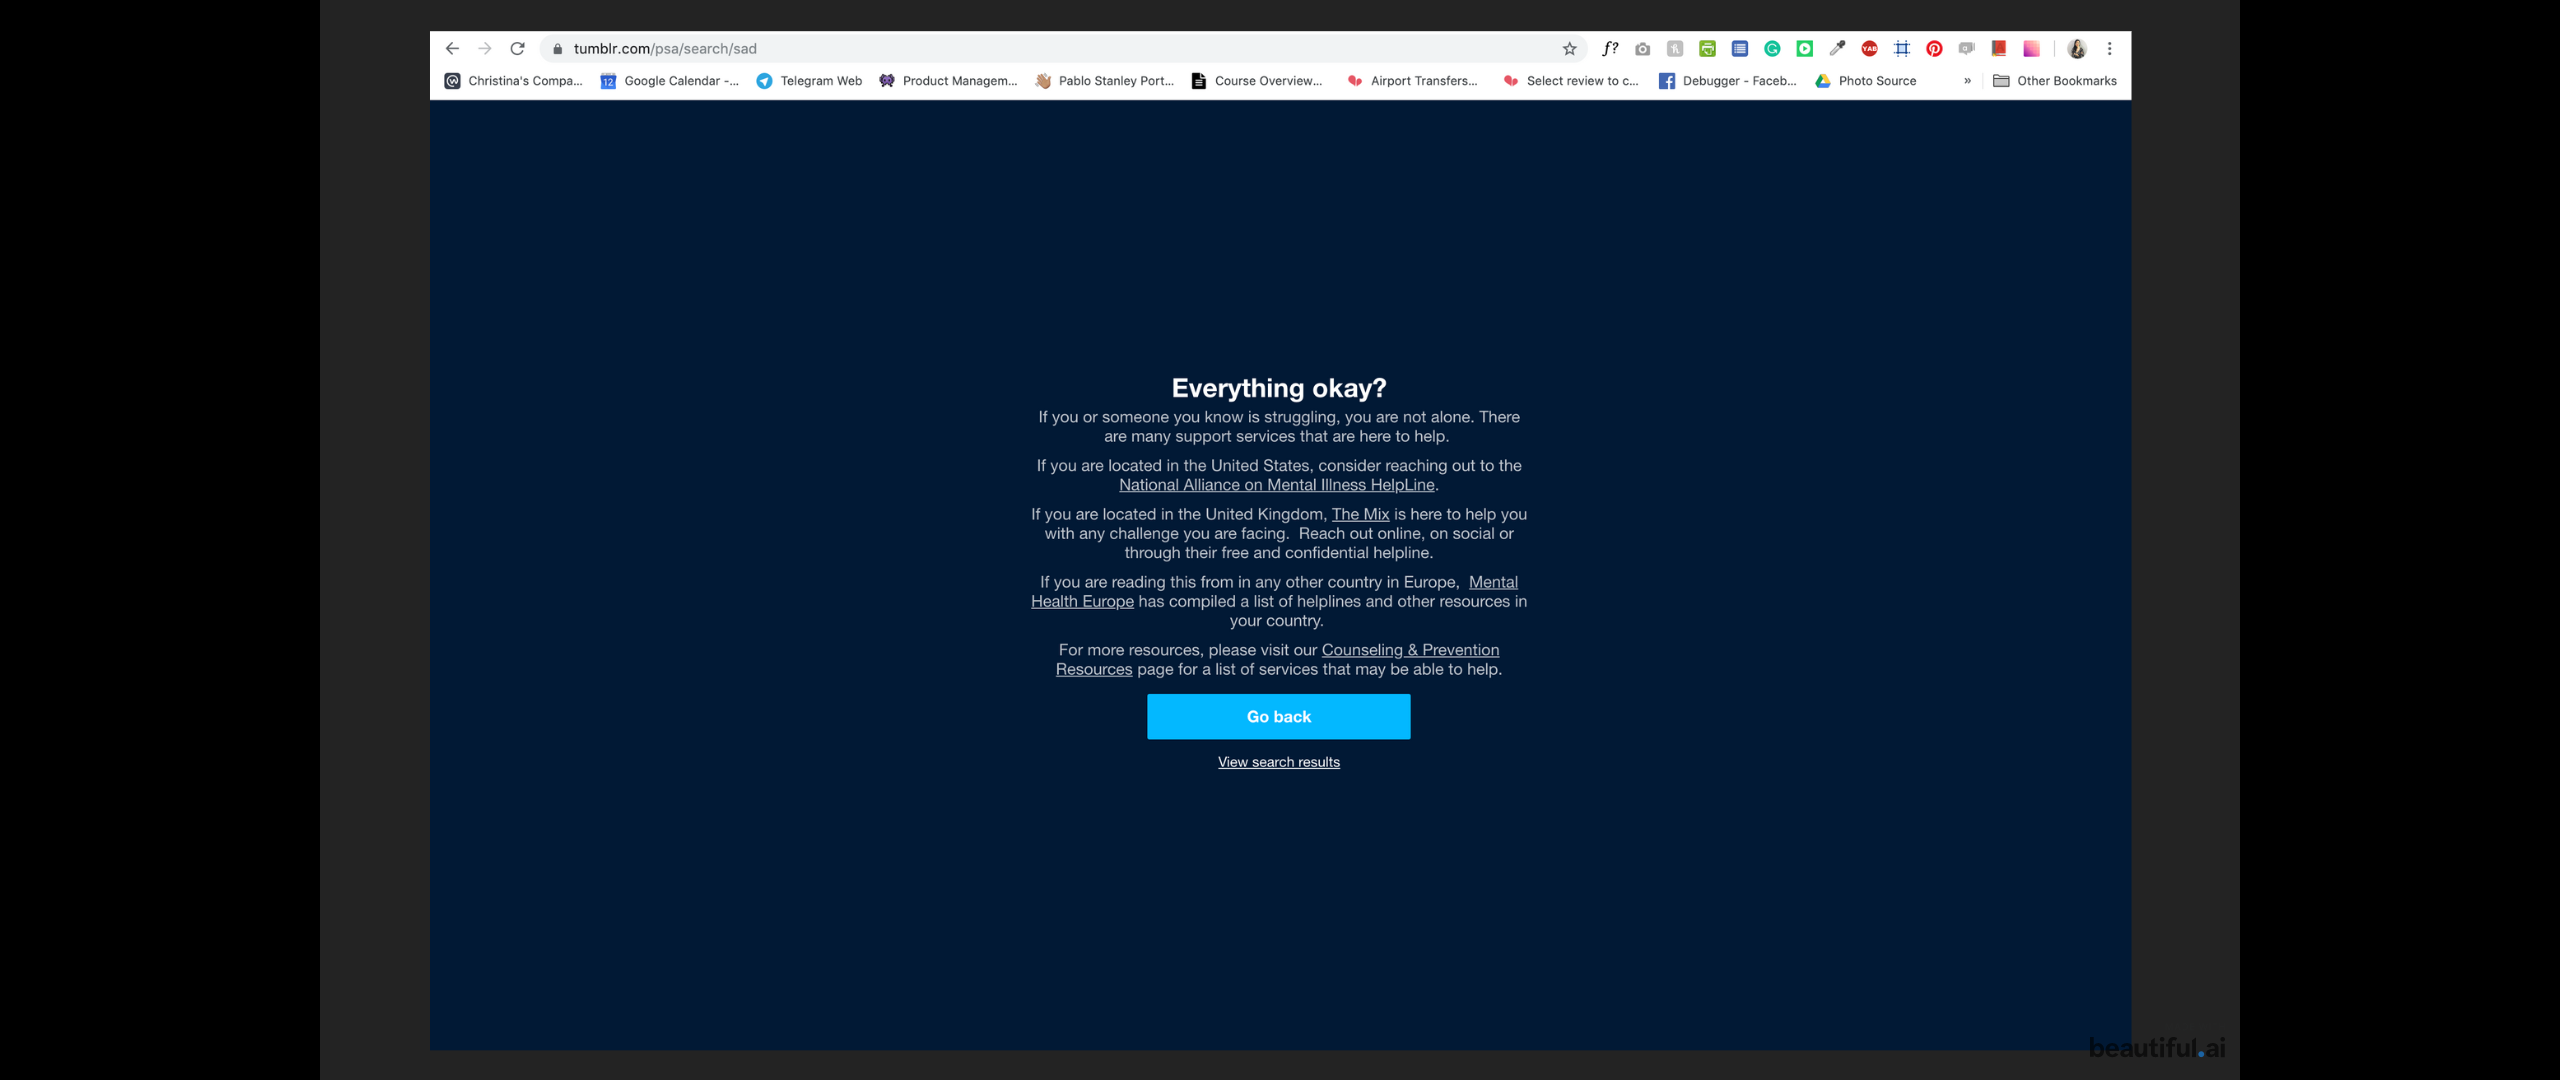 tumblr.com/psa/search/sad
f?
YAB
Christina's Compa...
12
Google Calendar -...
Telegram Web
Product Managem...
Pablo Stanley Port...
Course Overview...
Airport Transfers...
Select review to c...
Debugger - Faceb...
Photo Source
»
Other Bookmarks
Everything okay?
If you or someone you know is struggling, you are not alone. There
are many support services that are here to help.
If you are located in the United States, consider reaching out to the
National Alliance on Mental Illness HelpLine.
If you are located in the United Kingdom, The Mix is here to help you
with any challenge you are facing.  Reach out online, on social or
through their free and confidential helpline.
If you are reading this from in any other country in Europe,  Mental
Health Europe has compiled a list of helplines and other resources in
your country.
For more resources, please visit our Counseling & Prevention
Resources page for a list of services that may be able to help.
Go back
View search results
beautiful.ai